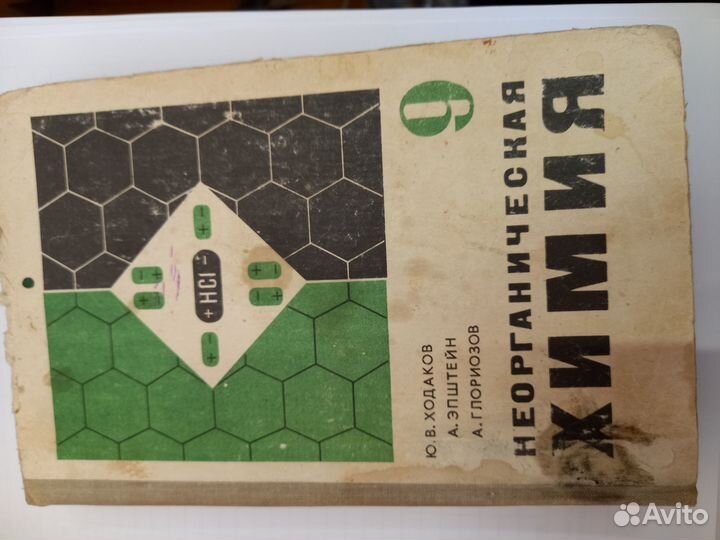 + −
− +
+ − + HCl − + −
− +
+ −
Ю. В. ХОДАКОВ
А. ЭПШТЕЙН
А. ГЛОРИОЗОВ
9
НЕОРГАНИЧЕСКАЯ
ХИМИЯ
Avito